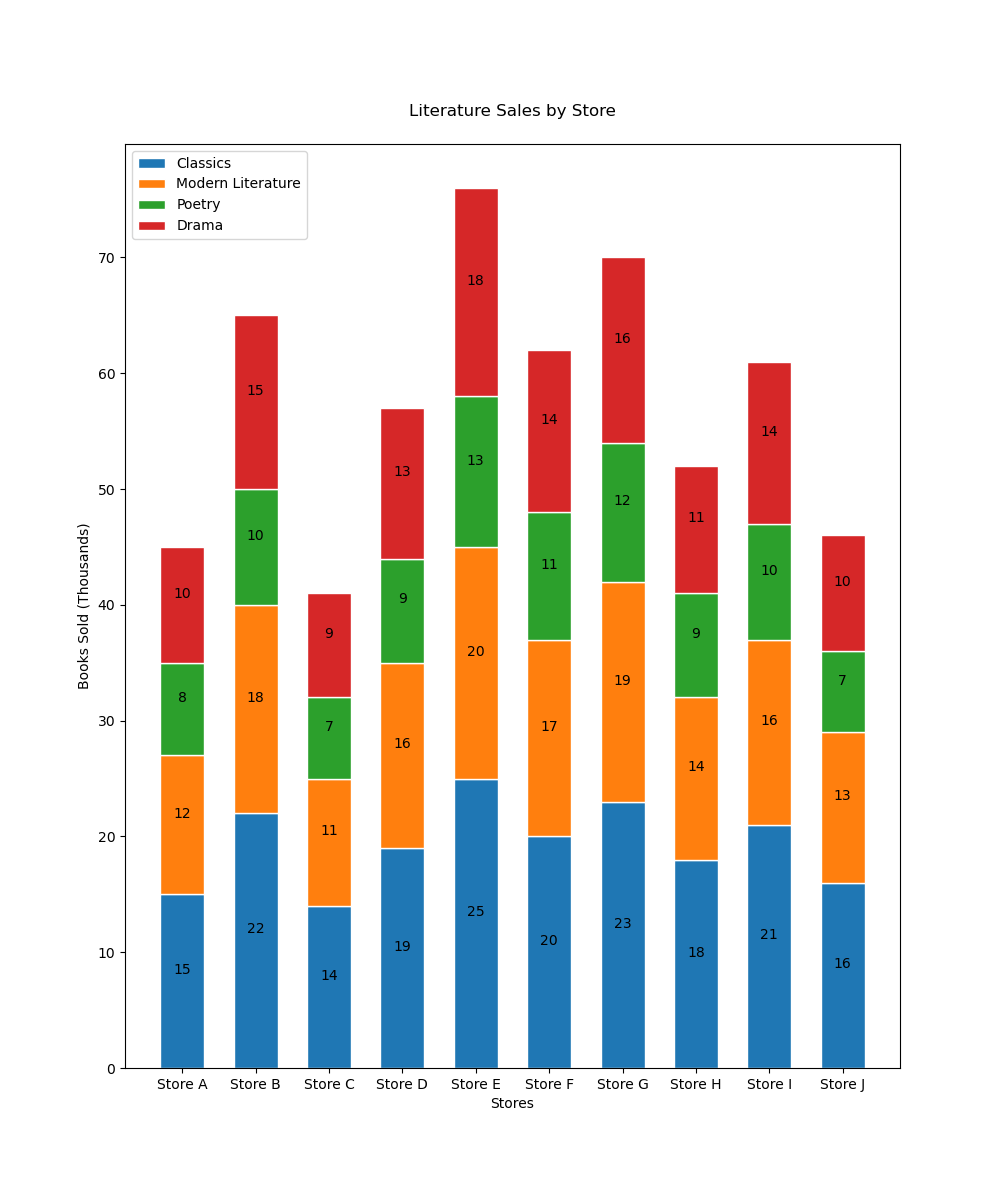 Literature Sales by Store
Classics
Modern Literature
Poetry
Drama
Books Sold (Thousands)
70
60
50
40
30
20
10
0
10 15 9 13 18 14 16 11 14 10
8 10 7 9 13 11 12 9 10 7
12 18 11 16 20 17 19 14 16 13
15 22 14 19 25 20 23 18 21 16
Store A Store B Store C Store D Store E Store F Store G Store H Store I Store J
Stores